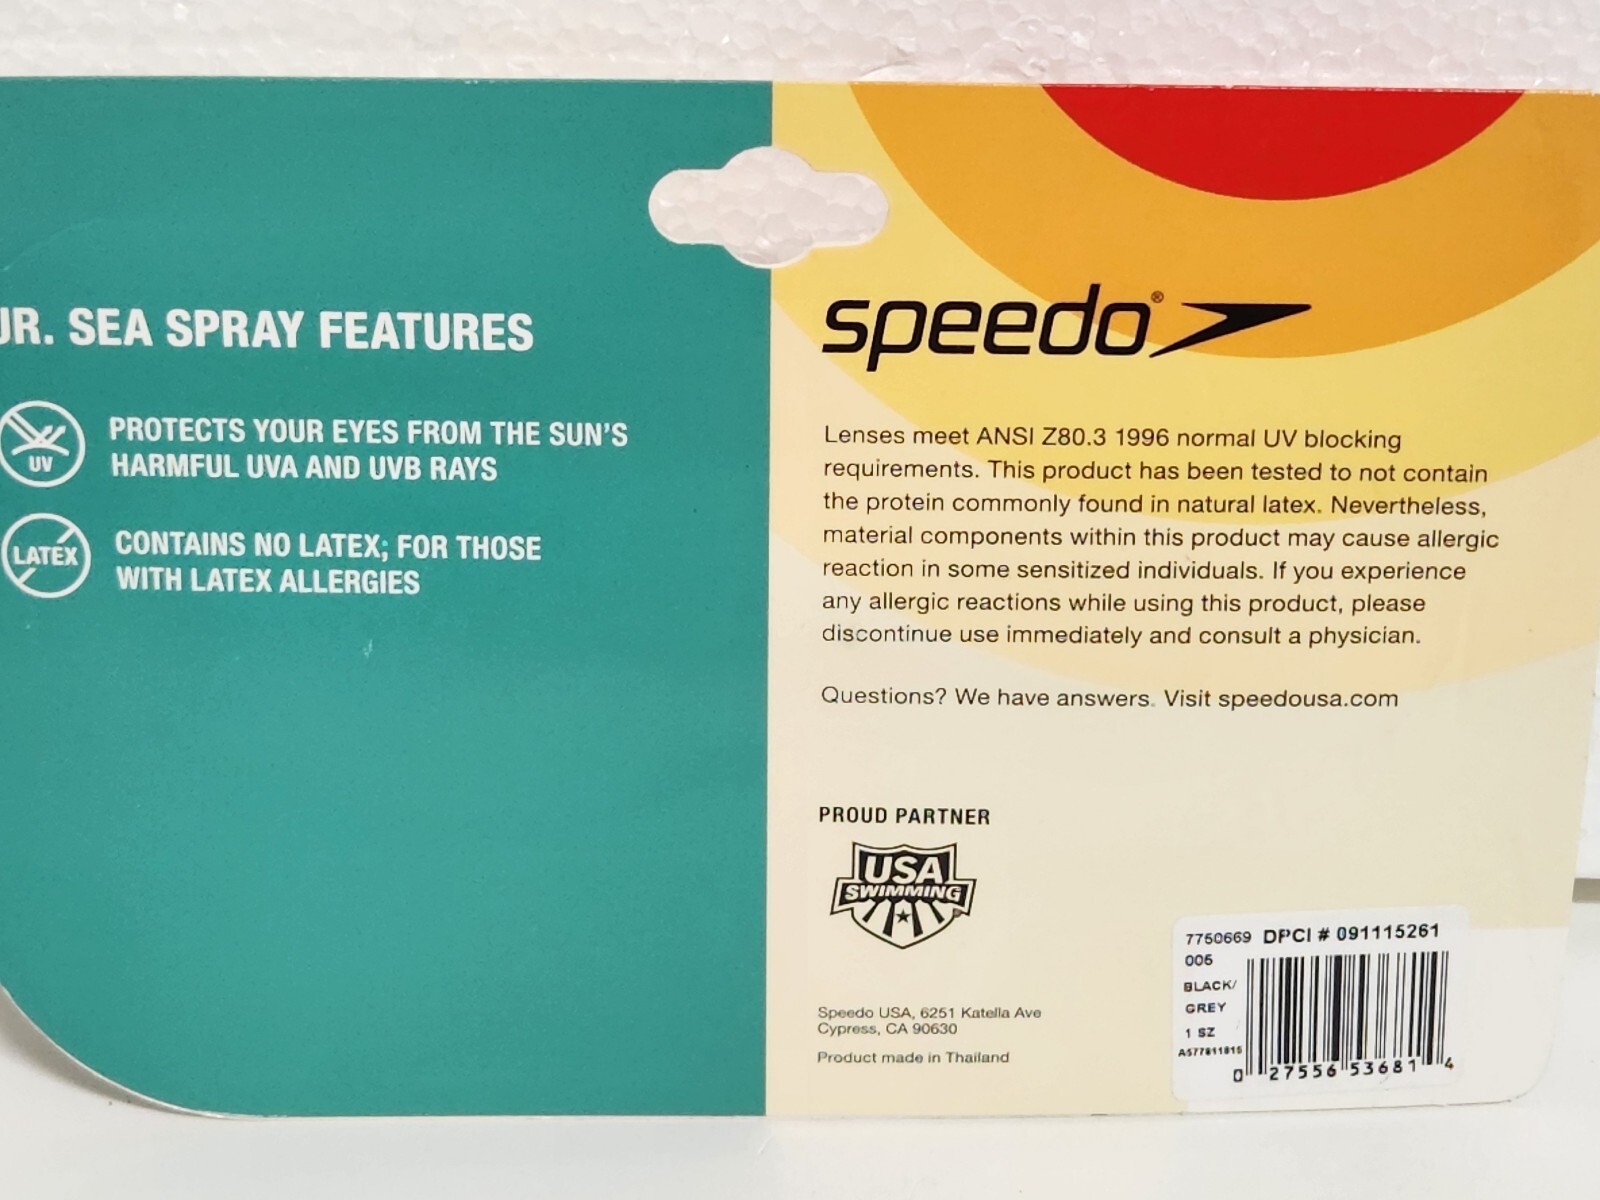 JR. SEA SPRAY FEATURES
UV
PROTECTS YOUR EYES FROM THE SUN'S
HARMFUL UVA AND UVB RAYS
LATEX
CONTAINS NO LATEX; FOR THOSE
WITH LATEX ALLERGIES
speedo®
Lenses meet ANSI Z80.3 1996 normal UV blocking
requirements. This product has been tested to not contain
the protein commonly found in natural latex. Nevertheless,
material components within this product may cause allergic
reaction in some sensitized individuals. If you experience
any allergic reactions while using this product, please
discontinue use immediately and consult a physician.
Questions? We have answers. Visit speedousa.com
PROUD PARTNER
USA
SWIMMING
Speedo USA, 6251 Katella Ave
Cypress, CA 90630
Product made in Thailand
7750669 DPCI # 091115261
005
BLACK/
GREY
1 SZ
A577811815
0 27556 53681 4